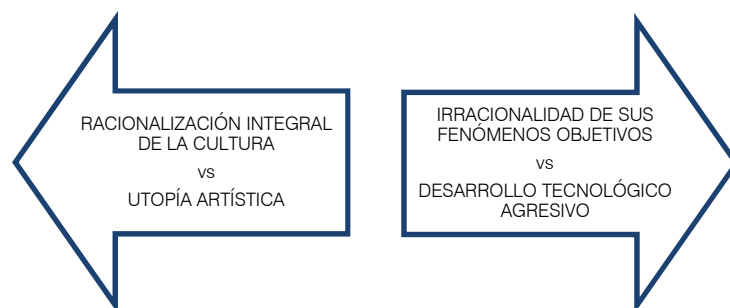 RACIONALIZACIÓN INTEGRAL
DE LA CULTURA
vs
UTOPÍA ARTÍSTICA
IRRACIONALIDAD DE SUS
FENÓMENOS OBJETIVOS
vs
DESARROLLO TECNOLÓGICO
AGRESIVO